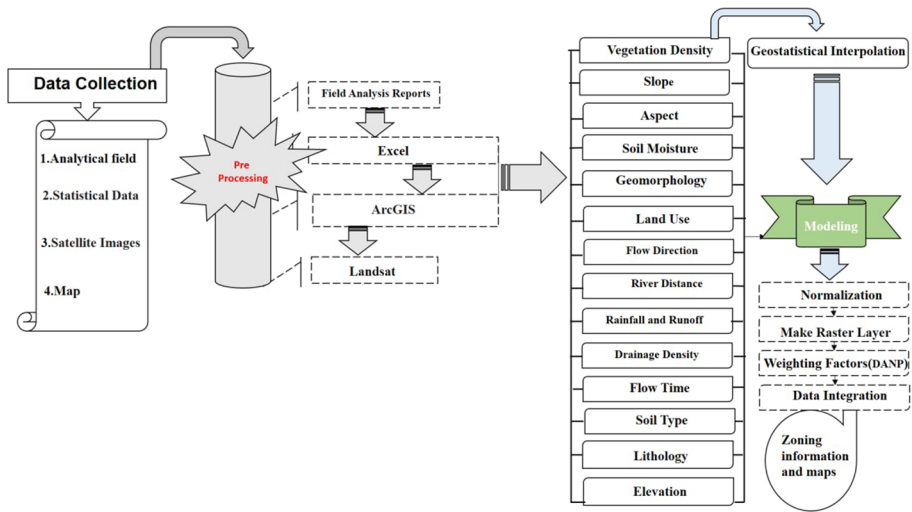 Data Collection
1.Analytical field
2.Statistical Data
3.Satellite Images
4.Map
Pre
Processing
Field Analysis Reports
Excel
ArcGIS
Landsat
Vegetation Density
Slope
Aspect
Soil Moisture
Geomorphology
Land Use
Flow Direction
River Distance
Rainfall and Runoff
Drainage Density
Flow Time
Soil Type
Lithology
Elevation
Geostatistical Interpolation
Modeling
Normalization
Make Raster Layer
Weighting Factors(DANP)
Data Integration
Zoning
information
and maps